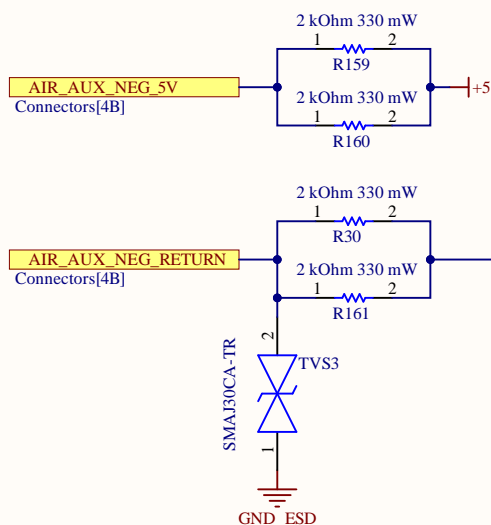 2 kOhm 330 mW
1 2
R159
AIR_AUX_NEG_5V
Connectors[4B]
+5
2 kOhm 330 mW
1 2
R160
2 kOhm 330 mW
1 2
R30
AIR_AUX_NEG_RETURN
Connectors[4B]
2 kOhm 330 mW
1 2
R161
2
TVS3
SMAJ30CA-TR
1
GND_ESD